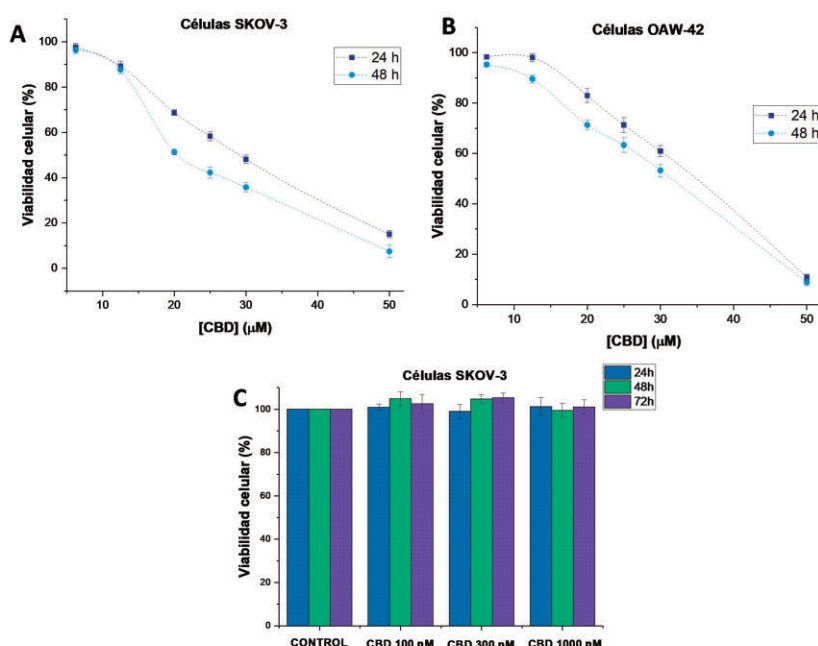 A
Células SKOV-3
24 h
48 h
Viabilidad celular (%)
100
80
60
40
20
0
10
20
30
40
50
[CBD] (μM)
B
Células OAW-42
24 h
48 h
Viabilidad celular (%)
100
80
60
40
20
0
10
20
30
40
50
[CBD] (μM)
C
Células SKOV-3
24h
48h
72h
Viabilidad celular (%)
100
80
60
40
20
0
CONTROL
CBD 100 nM
CBD 300 nM
CBD 1000 nM